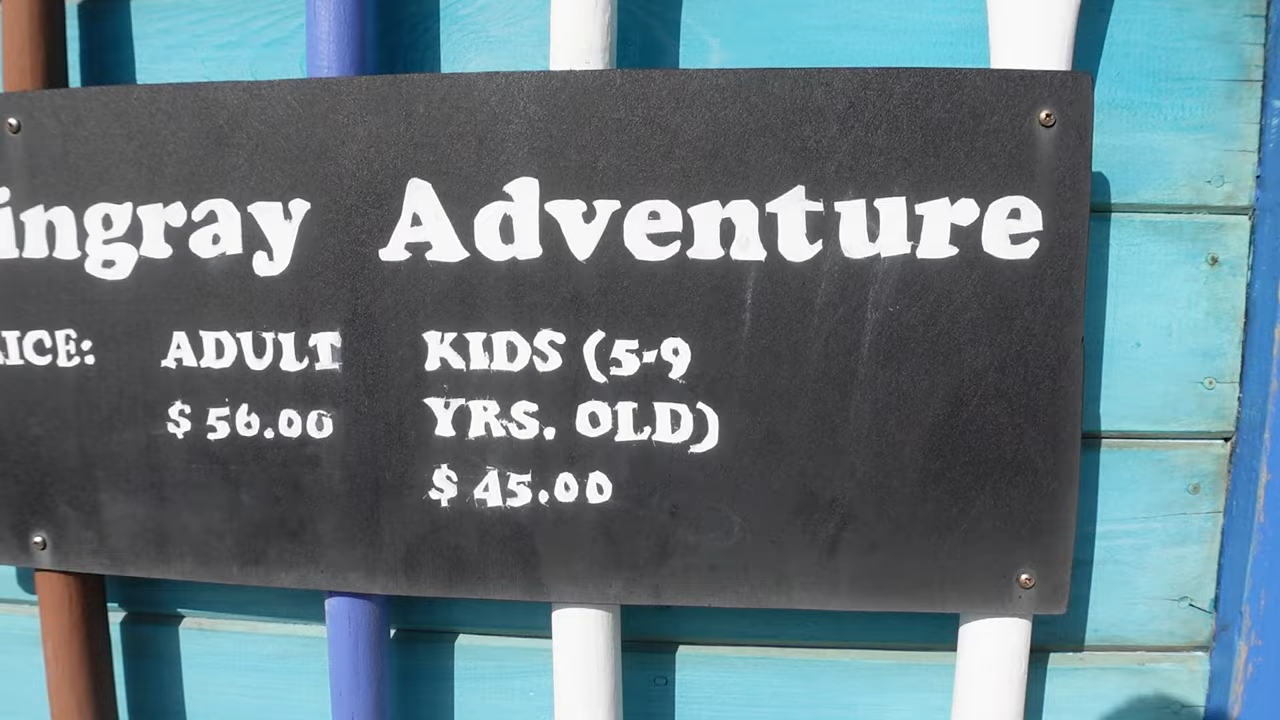 ingray Adventure
ICE: ADULT KIDS (5-9
$ 56.00 YRS. OLD)
$ 45.00